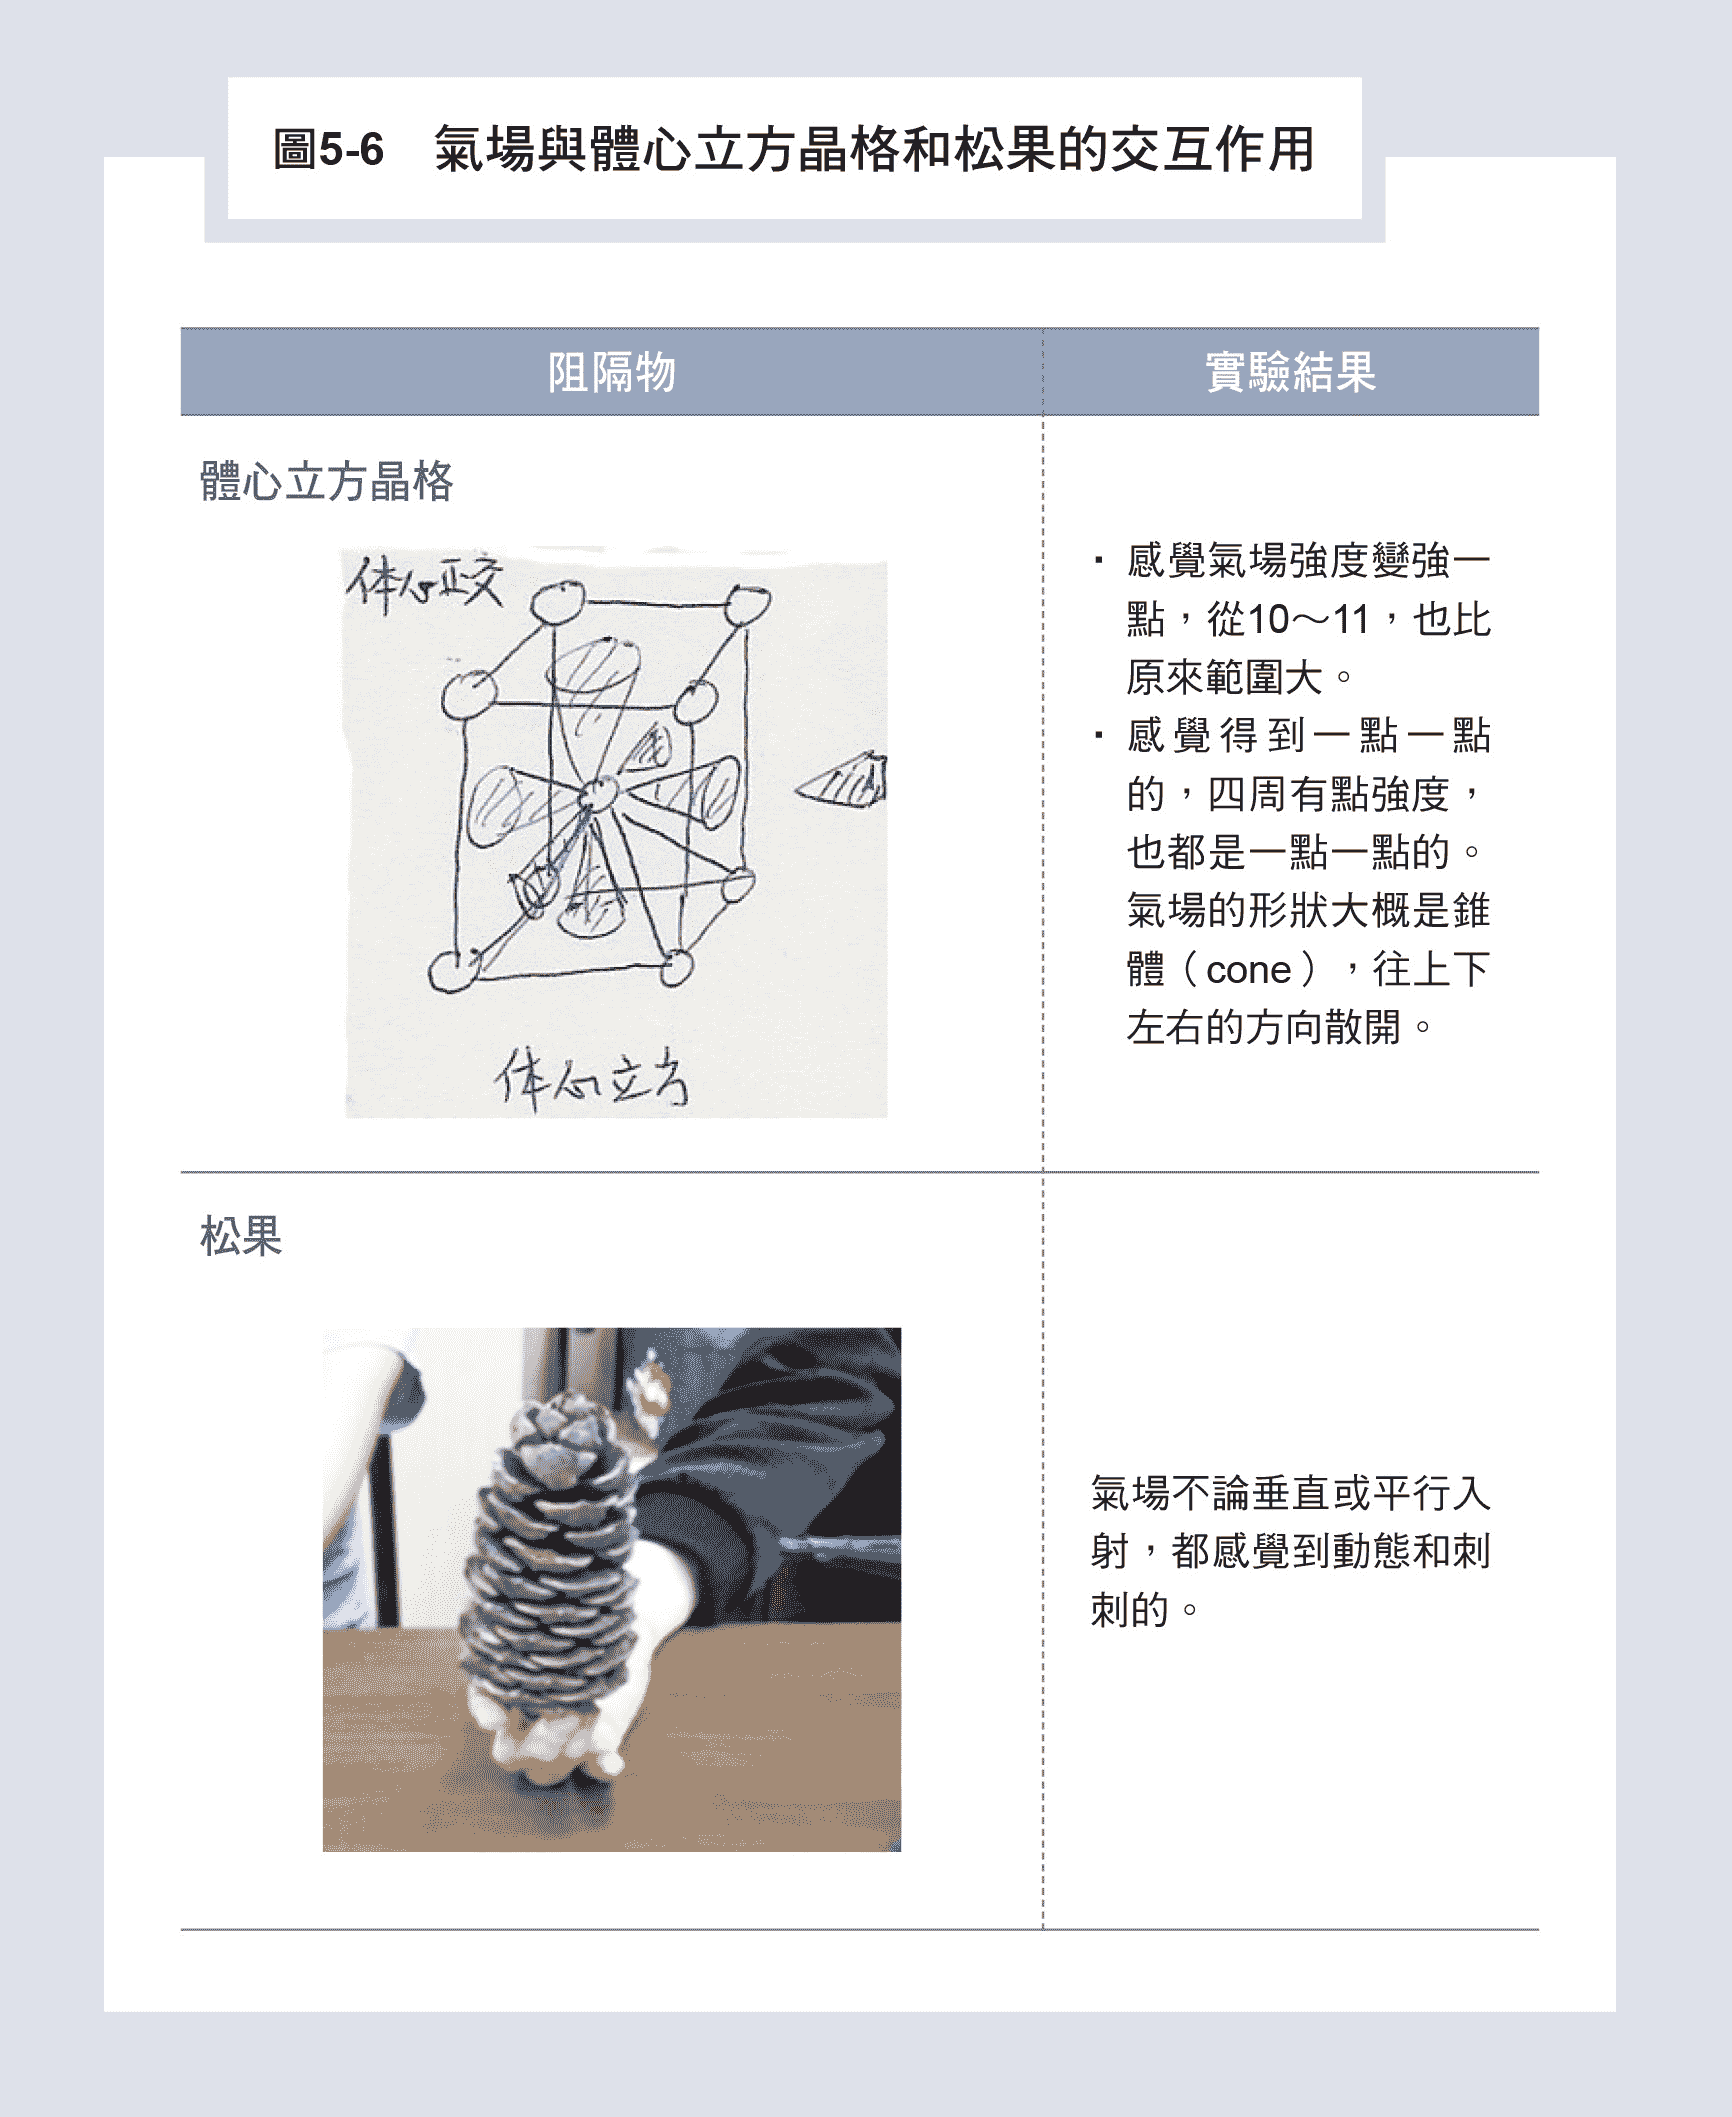 圖5-6 氣場與體心立方晶格和松果的交互作用
阻隔物
實驗結果
體心立方晶格
体心正交
体心立方
・感覺氣場強度變強一
點，從10～11，也比
原來範圍大。
・感覺得到一點一點
的，四周有點強度，
也都是一點一點的。
氣場的形狀大概是錐
體（cone），往上下
左右的方向散開。
松果
氣場不論垂直或平行入
射，都感覺到動態和刺
刺的。